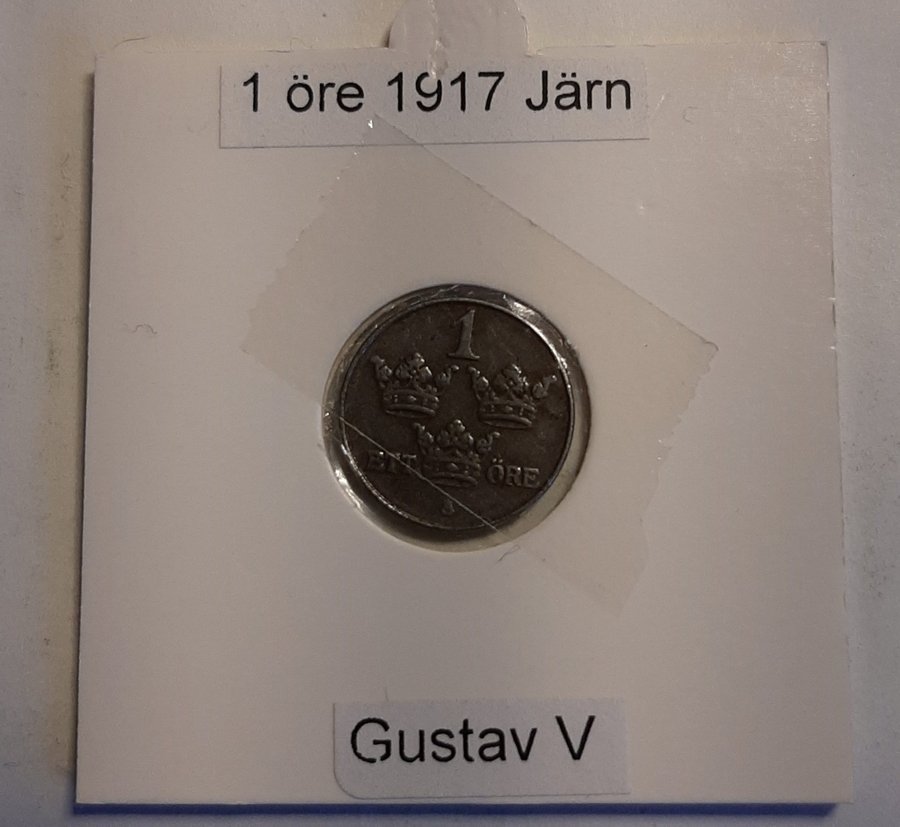 1 öre 1917 Järn
1
ETT ÖRE
Gustav V